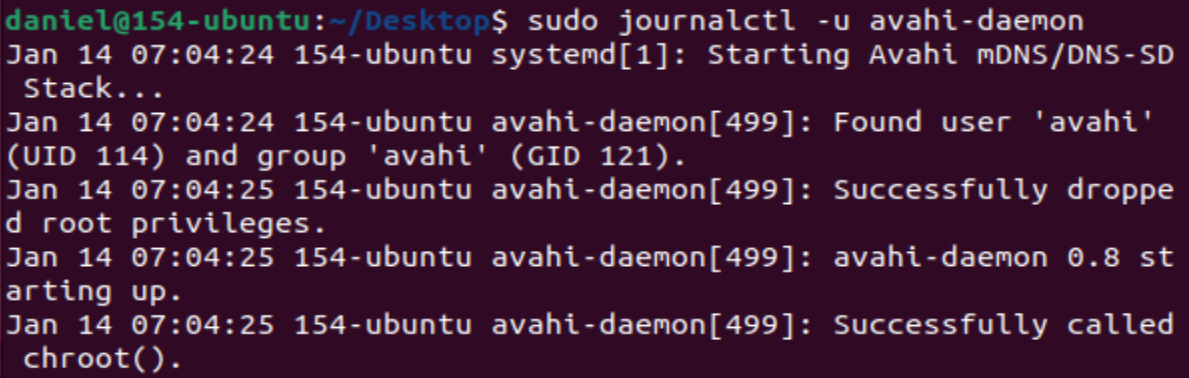 daniel@154-ubuntu:~/Desktop$ sudo journalctl -u avahi-daemon
Jan 14 07:04:24 154-ubuntu systemd[1]: Starting Avahi mDNS/DNS-SD
 Stack...
Jan 14 07:04:24 154-ubuntu avahi-daemon[499]: Found user 'avahi'
(UID 114) and group 'avahi' (GID 121).
Jan 14 07:04:25 154-ubuntu avahi-daemon[499]: Successfully droppe
d root privileges.
Jan 14 07:04:25 154-ubuntu avahi-daemon[499]: avahi-daemon 0.8 st
arting up.
Jan 14 07:04:25 154-ubuntu avahi-daemon[499]: Successfully called
 chroot().